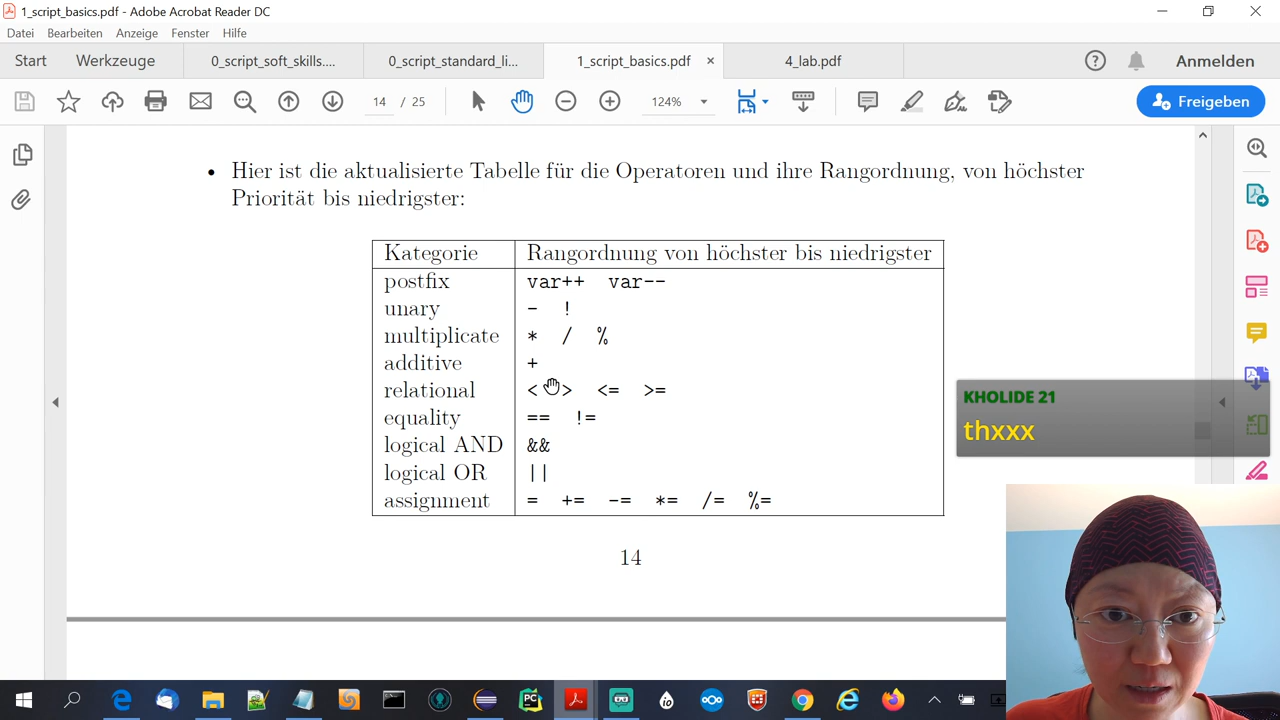 1_script_basics.pdf - Adobe Acrobat Reader DC
Datei Bearbeiten Anzeige Fenster Hilfe
Start Werkzeuge 0_script_soft_skills.... 0_script_standard_li... 1_script_basics.pdf × 4_lab.pdf Anmelden
14 / 25 124% Freigeben
• Hier ist die aktualisierte Tabelle für die Operatoren und ihre Rangordnung, von höchster
Priorität bis niedrigster:
Kategorie Rangordnung von höchster bis niedrigster
postfix var++ var--
unary - !
multiplicate * / %
additive +
relational < > <= >=
equality == !=
logical AND &&
logical OR ||
assignment = += -= *= /= %=
14
KHOLIDE 21
thxxx
PC
io